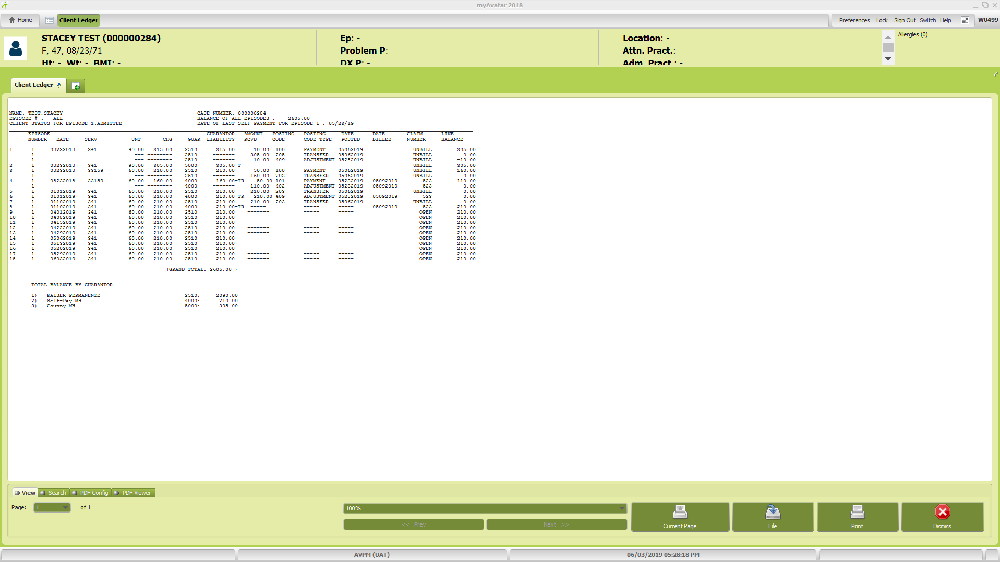 myAvatar 2018
Home
Client Ledger
Preferences Lock Sign Out Switch Help W0499
STACEY TEST (000000284)
F, 47, 08/23/71
Ht: - Wt: - BMI: -
Ep: -
Problem P: -
DX P: -
Location: -
Attn. Pract.: -
Adm. Pract.: -
Allergies (0)
Client Ledger
NAME: TEST,STACEY CASE NUMBER: 000000284
EPISODE # : ALL BALANCE OF ALL EPISODES : 2605.00
CLIENT STATUS FOR EPISODE 1:ADMITTED DATE OF LAST SELF PAYMENT FOR EPISODE 1 : 05/23/19
EPISODE GUARANTOR AMOUNT POSTING POSTING DATE DATE CLAIM LINE
NUMBER DATE SERV UNT CHG GUAR LIABILITY RCVD CODE CODE TYPE POSTED BILLED NUMBER BALANCE
1 1 08232018 341 90.00 315.00 2510 315.00 10.00 100 PAYMENT 05062019 UNBILL 305.00
1 --- -------- 2510 ------- 305.00 205 TRANSFER 05062019 UNBILL 0.00
1 --- -------- 2510 ------- 10.00 409 ADJUSTMENT 05282019 UNBILL -10.00
2 1 08232018 341 90.00 305.00 5000 305.00-T ------ ----- ----- UNBILL 305.00
3 1 08232018 33159 60.00 210.00 2510 210.00 50.00 100 PAYMENT 05062019 UNBILL 160.00
1 --- -------- 2510 ------- 160.00 203 TRANSFER 05062019 UNBILL 0.00
4 1 08232018 33159 60.00 160.00 4000 160.00-TR 50.00 101 PAYMENT 05232019 05092019 523 110.00
1 --- -------- 4000 ------- 110.00 402 ADJUSTMENT 05232019 05092019 523 0.00
5 1 01012019 341 60.00 210.00 2510 210.00 210.00 203 TRANSFER 05062019 UNBILL 0.00
6 1 01012019 341 60.00 210.00 4000 210.00-TR 210.00 409 ADJUSTMENT 05282019 05092019 523 0.00
7 1 01102019 341 60.00 210.00 2510 210.00 210.00 203 TRANSFER 05062019 UNBILL 0.00
8 1 01102019 341 60.00 210.00 4000 210.00-TR ----- ----- ----- 05092019 523 210.00
9 1 04012019 341 60.00 210.00 2510 210.00 ------- ----- ----- OPEN 210.00
10 1 04082019 341 60.00 210.00 2510 210.00 ------- ----- ----- OPEN 210.00
11 1 04152019 341 60.00 210.00 2510 210.00 ------- ----- ----- OPEN 210.00
12 1 04222019 341 60.00 210.00 2510 210.00 ------- ----- ----- OPEN 210.00
13 1 04292019 341 60.00 210.00 2510 210.00 ------- ----- ----- OPEN 210.00
14 1 05062019 341 60.00 210.00 2510 210.00 ------- ----- ----- OPEN 210.00
15 1 05132019 341 60.00 210.00 2510 210.00 ------- ----- ----- OPEN 210.00
16 1 05202019 341 60.00 210.00 2510 210.00 ------- ----- ----- OPEN 210.00
17 1 05292019 341 60.00 210.00 2510 210.00 ------- ----- ----- OPEN 210.00
18 1 06032019 341 60.00 210.00 2510 210.00 ------- ----- ----- OPEN 210.00
(GRAND TOTAL: 2605.00 )
TOTAL BALANCE BY GUARANTOR
1) KAISER PERMANENTE 2510: 2090.00
2) Self-Pay MH 4000: 210.00
3) County MH 5000: 305.00
View Search PDF Config PDF Viewer
Page: 1 of 1
100%
<< Prev
Next >>
Current Page
File
Print
Dismiss
AVPM (UAT)
06/03/2019 05:28:18 PM